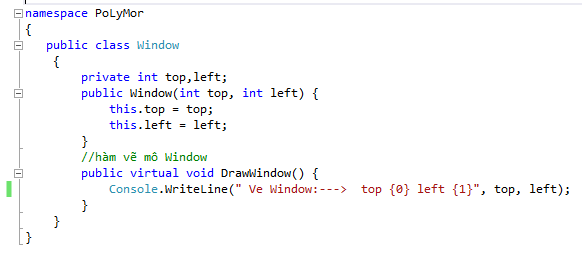 namespace PoLyMor
{
public class Window
{
private int top,left;
public Window(int top, int left) {
this.top = top;
this.left = left;
}
//hàm vẽ mô Window
public virtual void DrawWindow() {
Console.WriteLine(" Ve Window:---> top {0} left {1}", top, left);
}
}
}